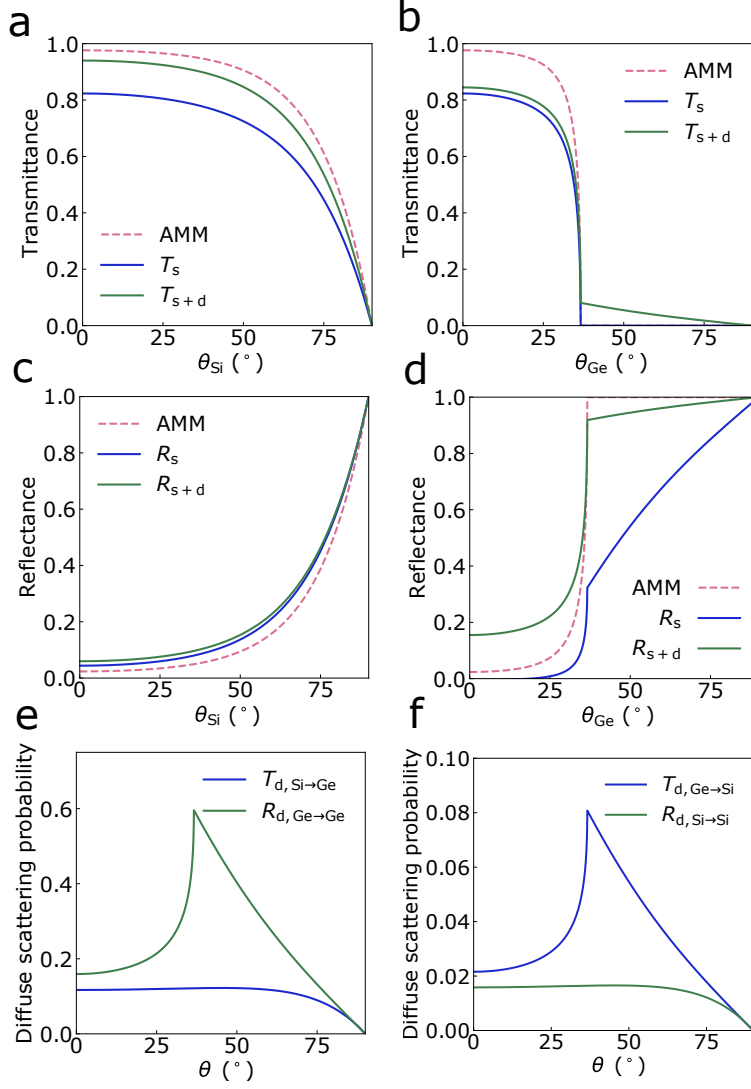 a
1.0
0.8
0.6
0.4
0.2
0.0
Transmittance
AMM
Ts
Ts+d
0
25
50
75
θSi (°)
b
1.0
0.8
0.6
0.4
0.2
0.0
Transmittance
AMM
Ts
Ts+d
0
25
50
75
θGe (°)
c
1.0
0.8
0.6
0.4
0.2
0.0
Reflectance
AMM
Rs
Rs+d
0
25
50
75
θSi (°)
d
1.0
0.8
0.6
0.4
0.2
0.0
Reflectance
AMM
Rs
Rs+d
0
25
50
75
θGe (°)
e
0.6
0.4
0.2
0.0
Diffuse scattering probability
Td, Si→Ge
Rd, Ge→Ge
0
25
50
75
θ (°)
f
0.10
0.08
0.06
0.04
0.02
0.00
Diffuse scattering probability
Td, Ge→Si
Rd, Si→Si
0
25
50
75
θ (°)